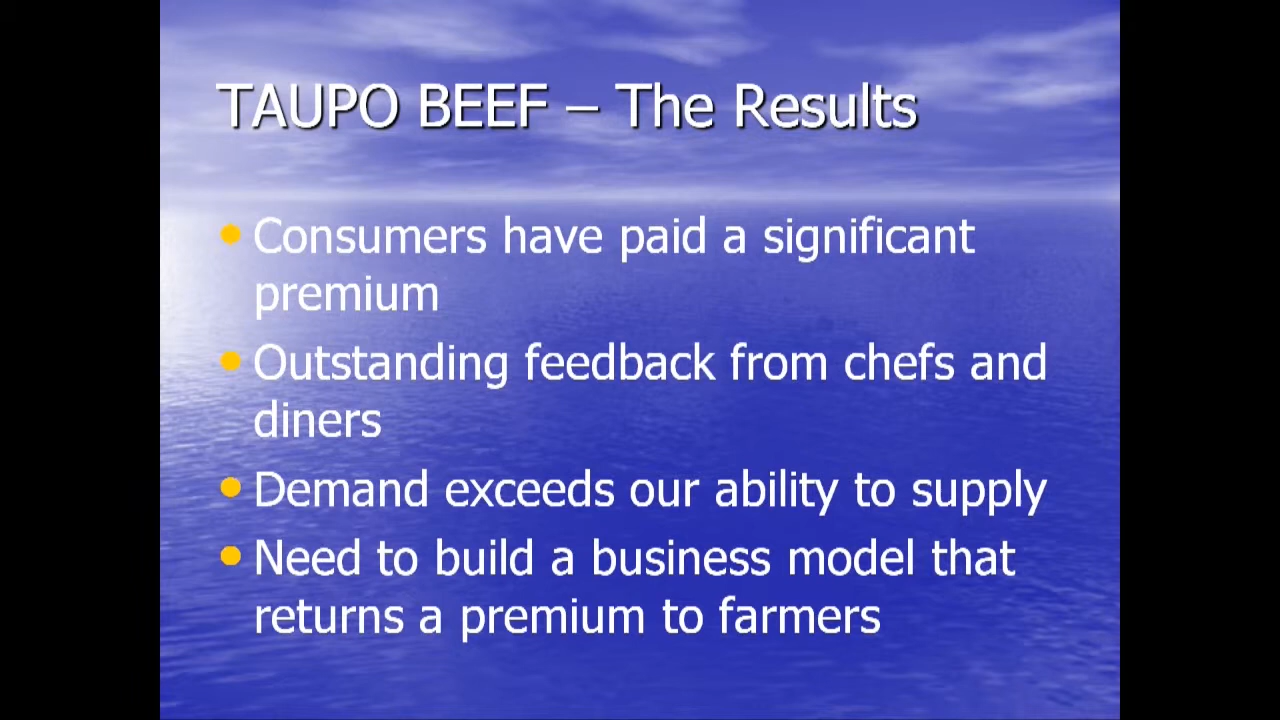 TAUPO BEEF – The Results
• Consumers have paid a significant
premium
• Outstanding feedback from chefs and
diners
• Demand exceeds our ability to supply
• Need to build a business model that
returns a premium to farmers